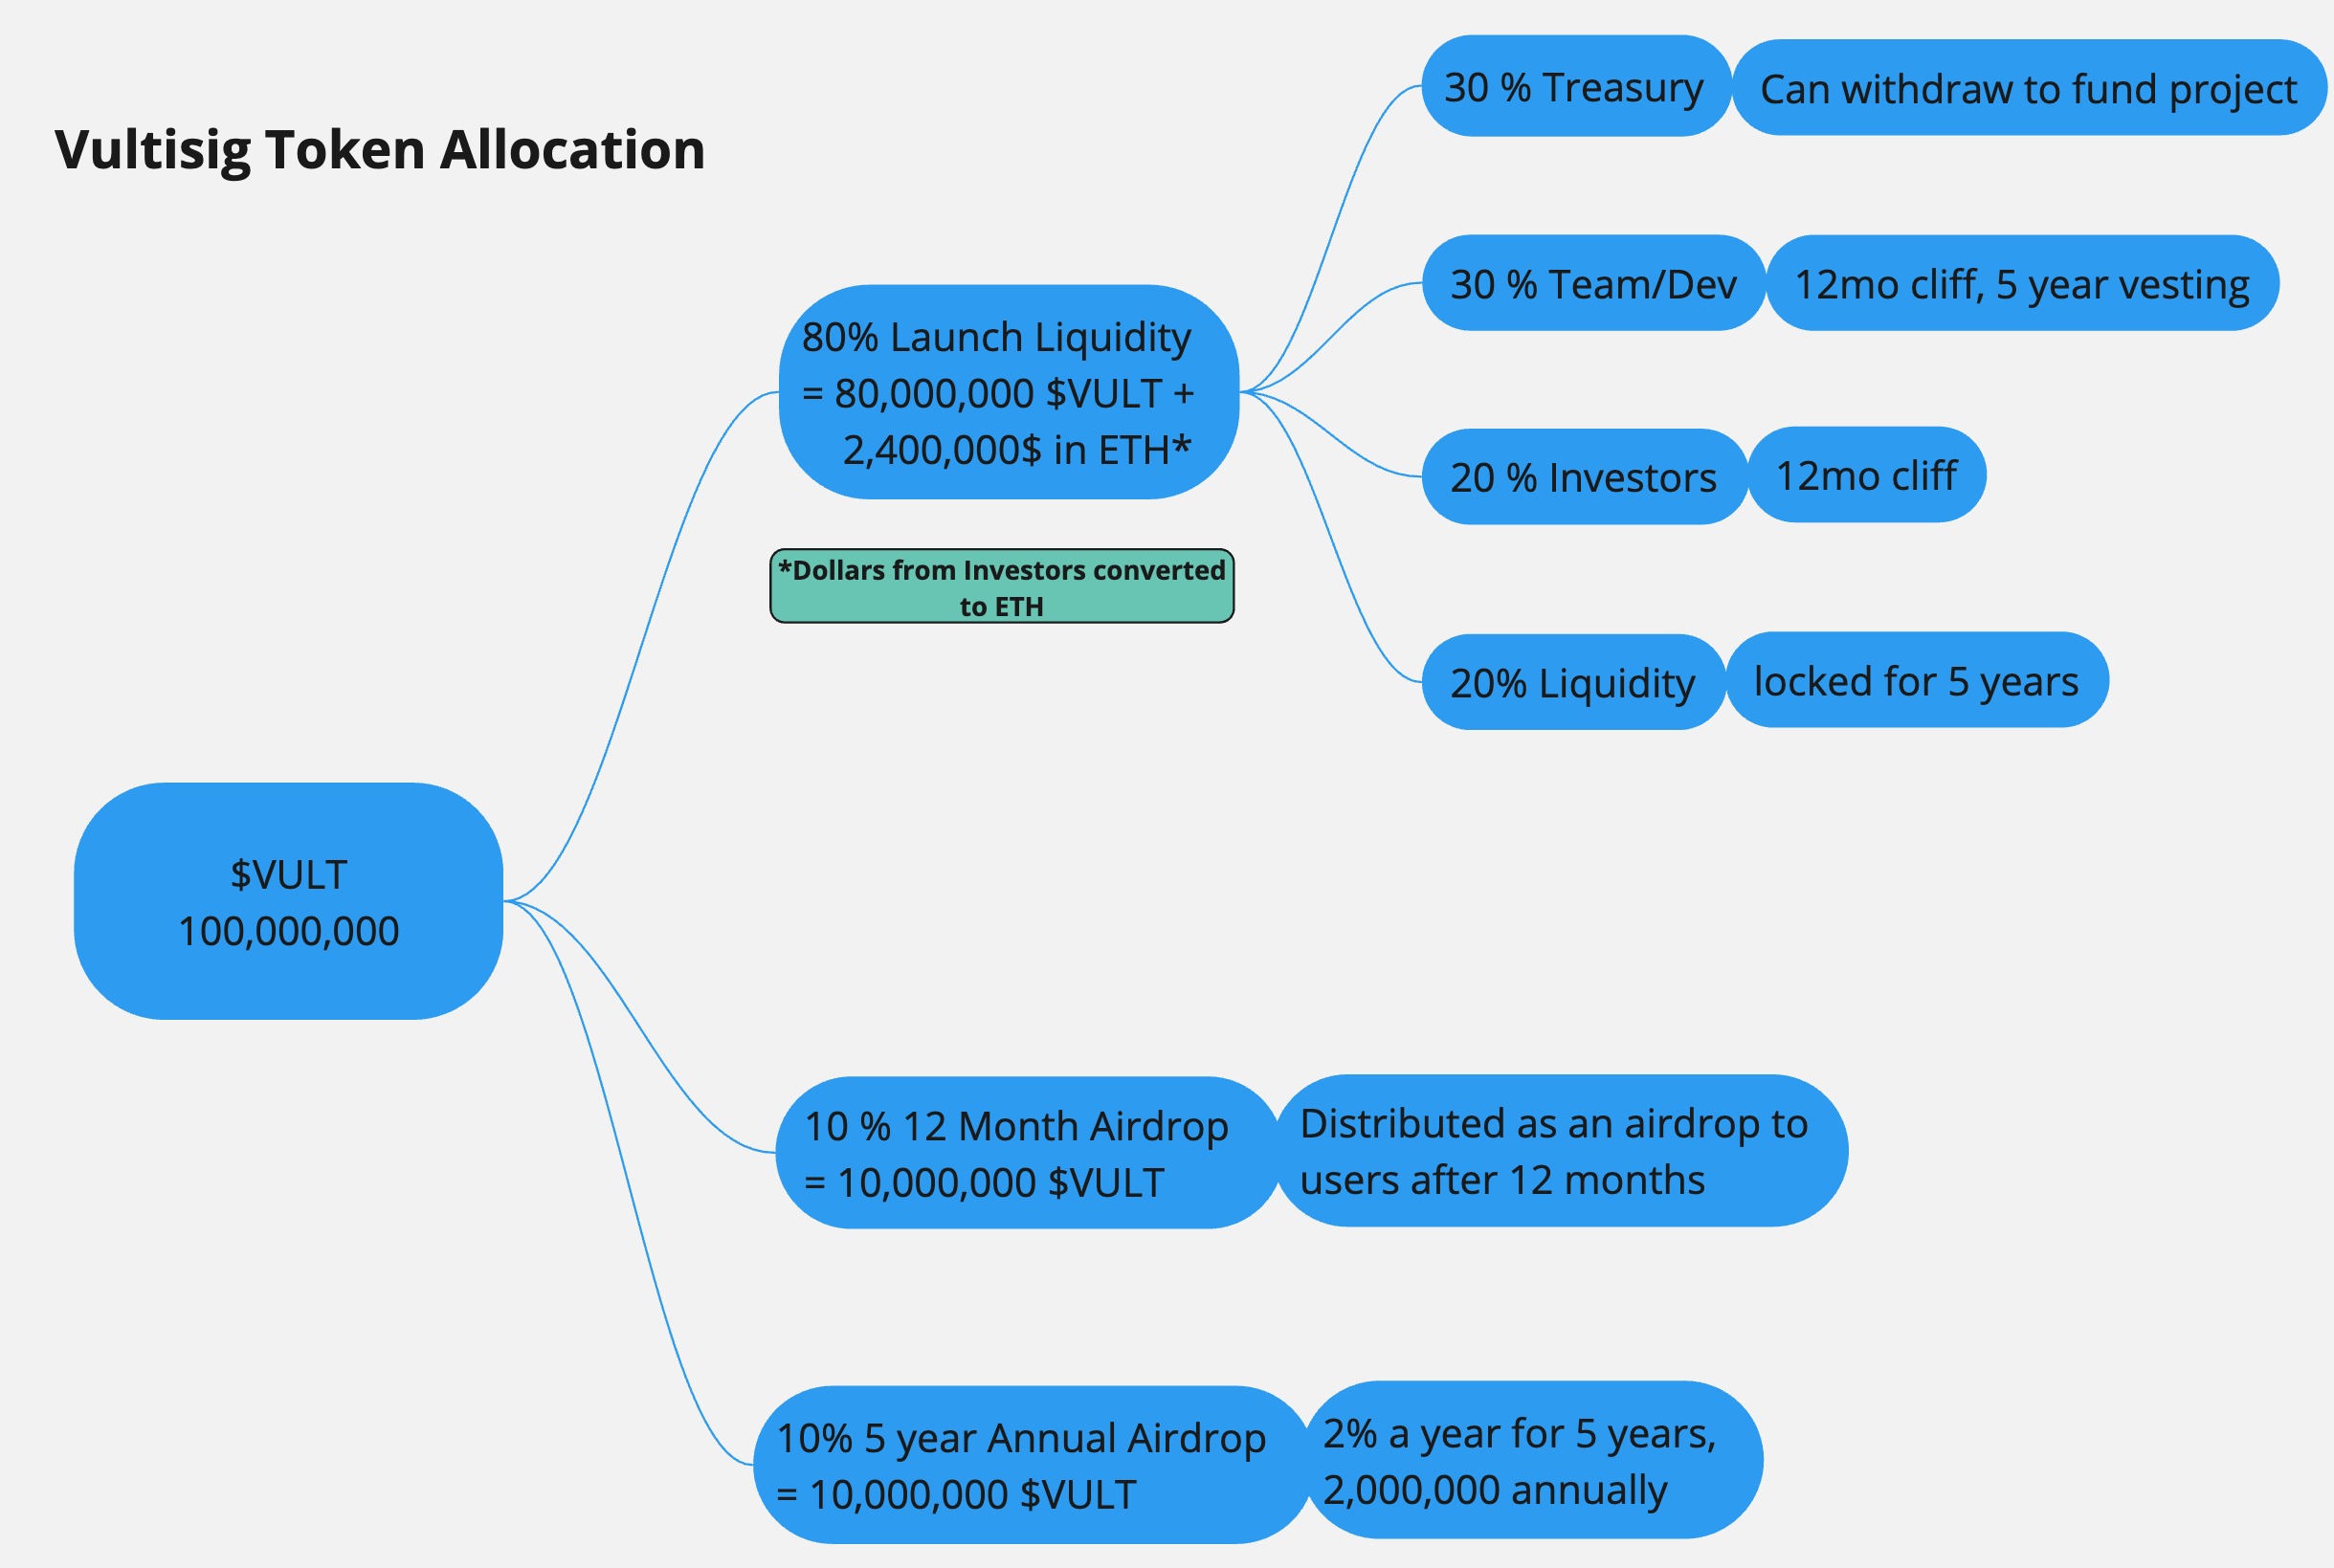 Vultisig Token Allocation
30 % Treasury
Can withdraw to fund project
30 % Team/Dev
12mo cliff, 5 year vesting
80% Launch Liquidity
= 80,000,000 $VULT +
2,400,000$ in ETH*
20 % Investors
12mo cliff
*Dollars from Investors converted
to ETH
20% Liquidity
locked for 5 years
$VULT
100,000,000
10 % 12 Month Airdrop
= 10,000,000 $VULT
Distributed as an airdrop to
users after 12 months
10% 5 year Annual Airdrop
= 10,000,000 $VULT
2% a year for 5 years,
2,000,000 annually